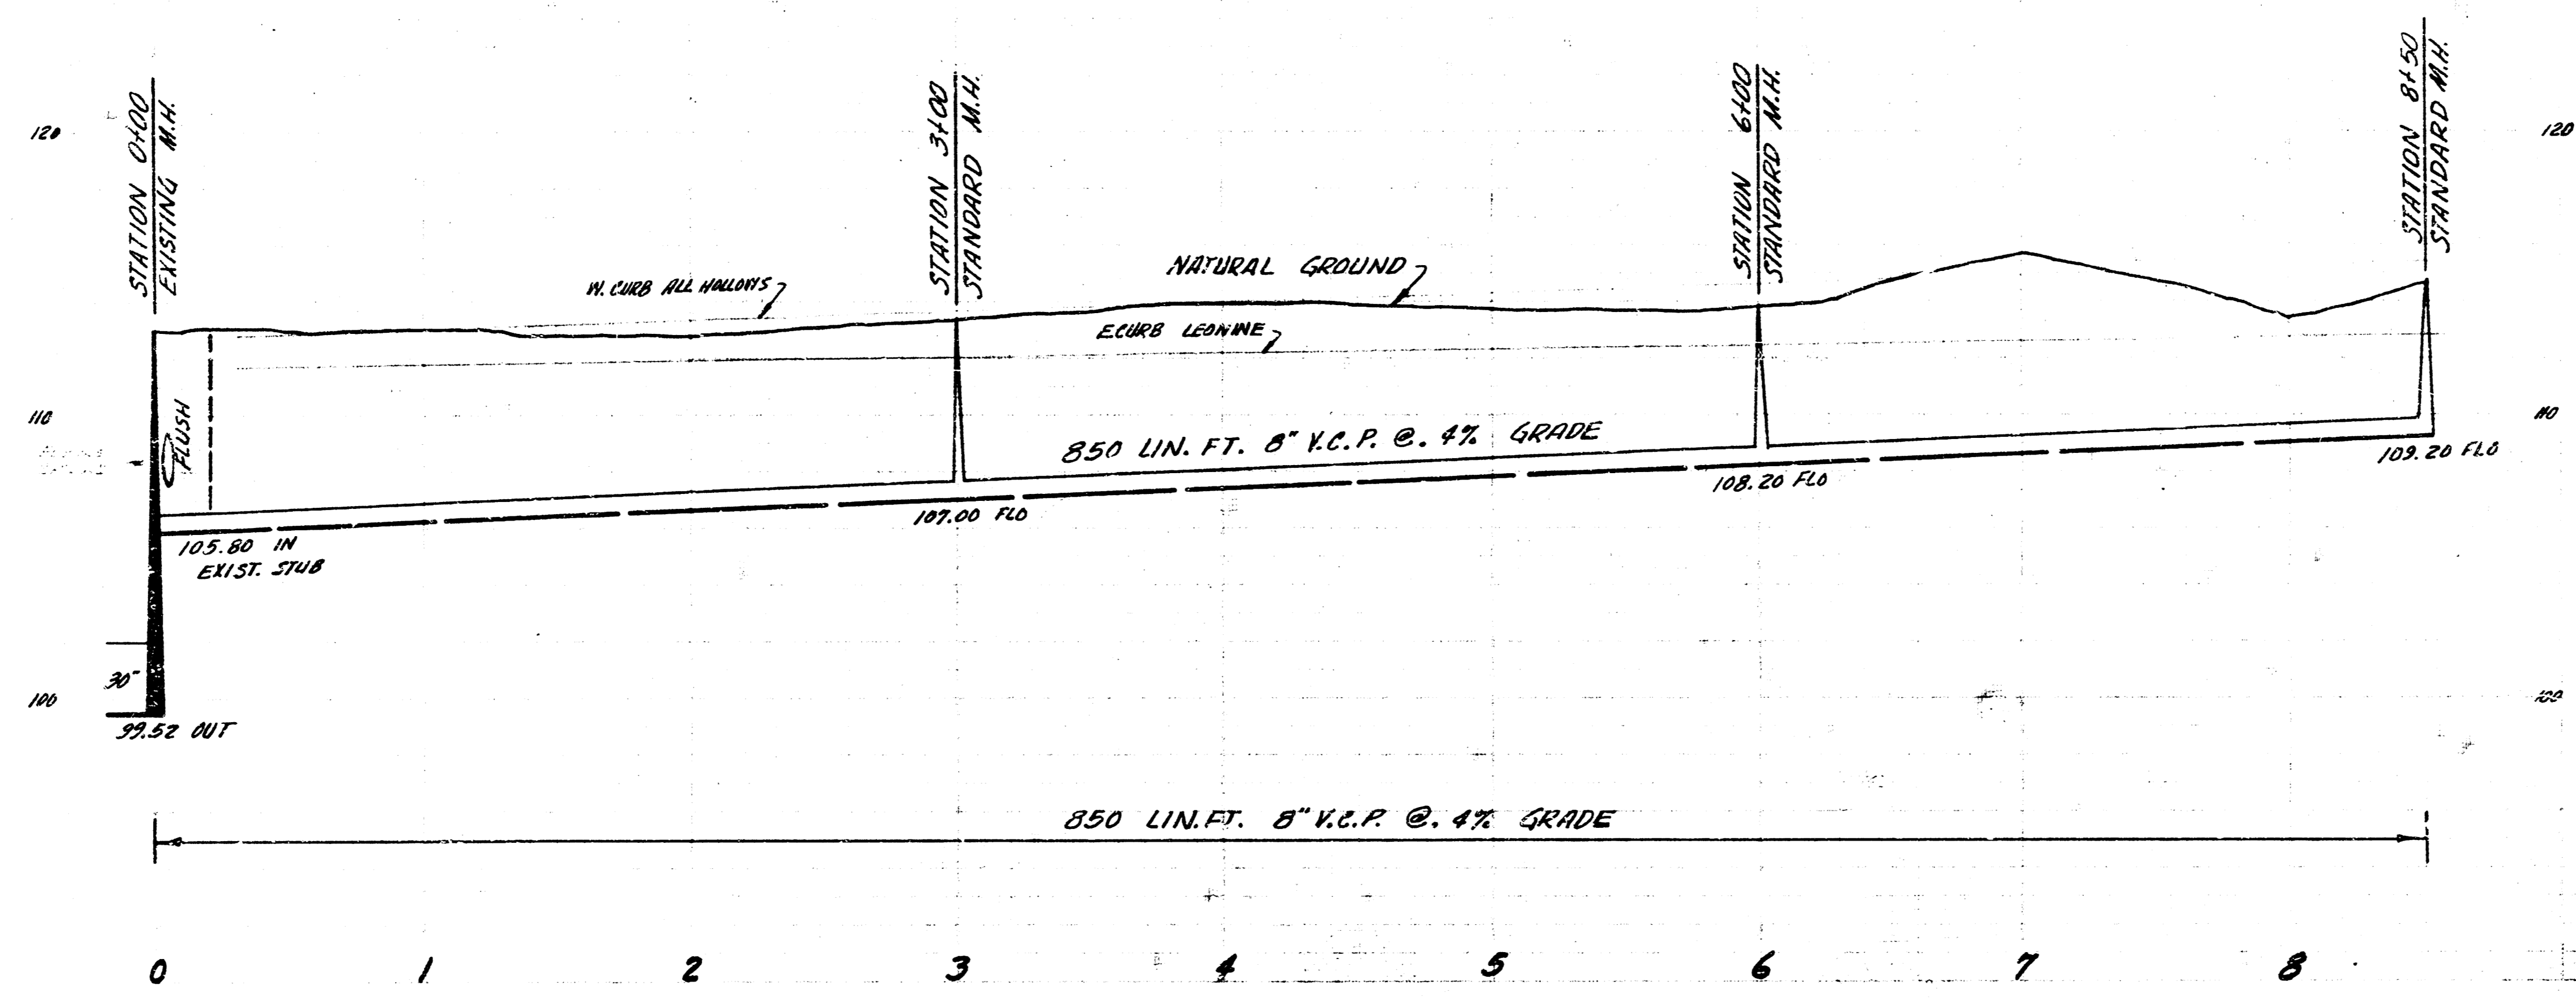 STATION 0+00
EXISTING M.H.
STATION 3+00
STANDARD M.H.
STATION 6+00
STANDARD M.H.
STATION 8+50
STANDARD M.H.
120
120
W. CURB ALL HOLLOWS
NATURAL GROUND
E.CURB LEONINE
110
110
FLUSH
850 LIN. FT. 8" V.C.P. @ .4% GRADE
109.20 FLO
108.20 FLO
107.00 FLO
105.80 IN
EXIST. STUB
30"
100
100
99.52 OUT
850 LIN.FT. 8" V.C.P. @ .4% GRADE
0 1 2 3 4 5 6 7 8